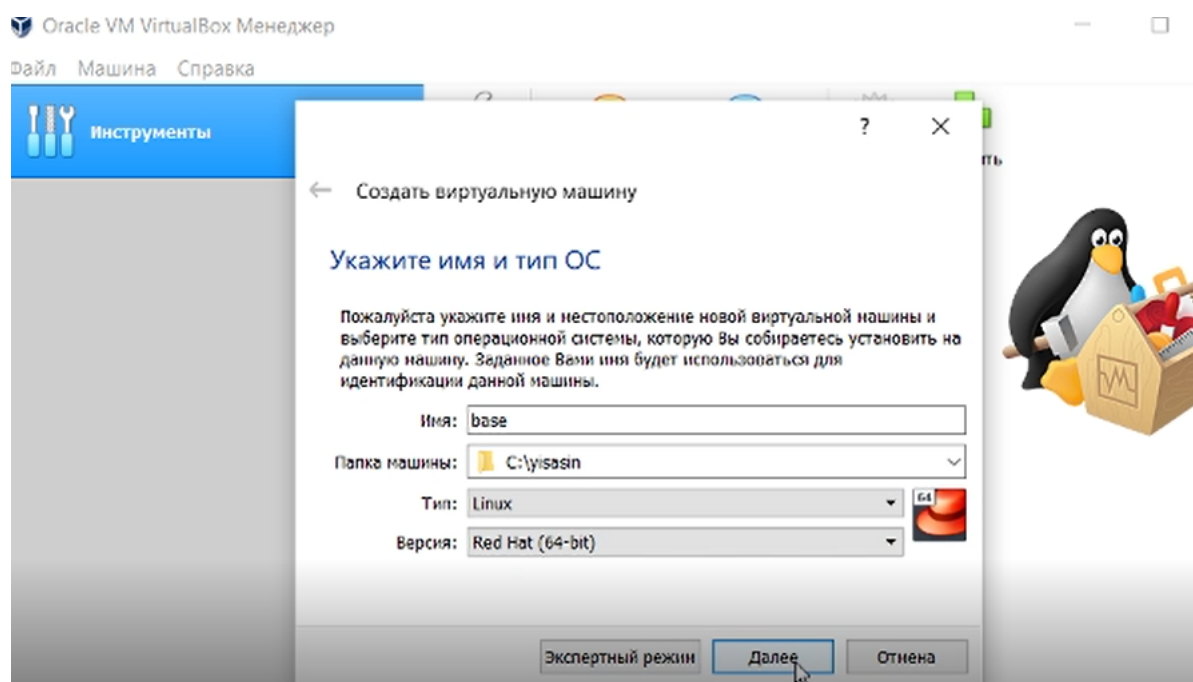 Oracle VM VirtualBox Менеджер
Файл Машина Справка
Инструменты
?
ить
Создать виртуальную машину
Укажите имя и тип ОС
Пожалуйста укажите имя и местоположение новой виртуальной машины и
выберите тип операционной системы, которую Вы собираетесь установить на
данную машину. Заданное Вами имя будет использоваться для
идентификации данной машины.
Имя: base
Папка машины: C:\yisasin
Тип: Linux
64
Версия: Red Hat (64-bit)
Экспертный режим Далее Отмена